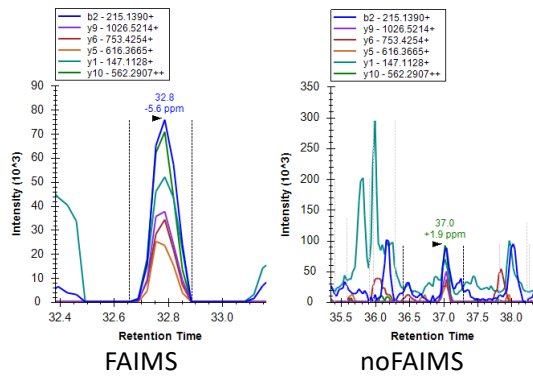 b2 - 215.1390+
y9 - 1026.5214+
y6 - 753.4254+
y5 - 616.3665+
y1 - 147.1128+
y10 - 562.2907++
90
80
70
60
50
40
30
20
10
0
Intensity (10^3)
32.8
-5.6 ppm
32.4
32.6
32.8
33.0
Retention Time
FAIMS
b2 - 215.1390+
y9 - 1026.5214+
y6 - 753.4254+
y5 - 616.3665+
y1 - 147.1128+
y10 - 562.2907++
350
300
250
200
150
100
50
0
Intensity (10^3)
37.0
+1.9 ppm
35.5
36.0
36.5
37.0
37.5
38.0
Retention Time
noFAIMS